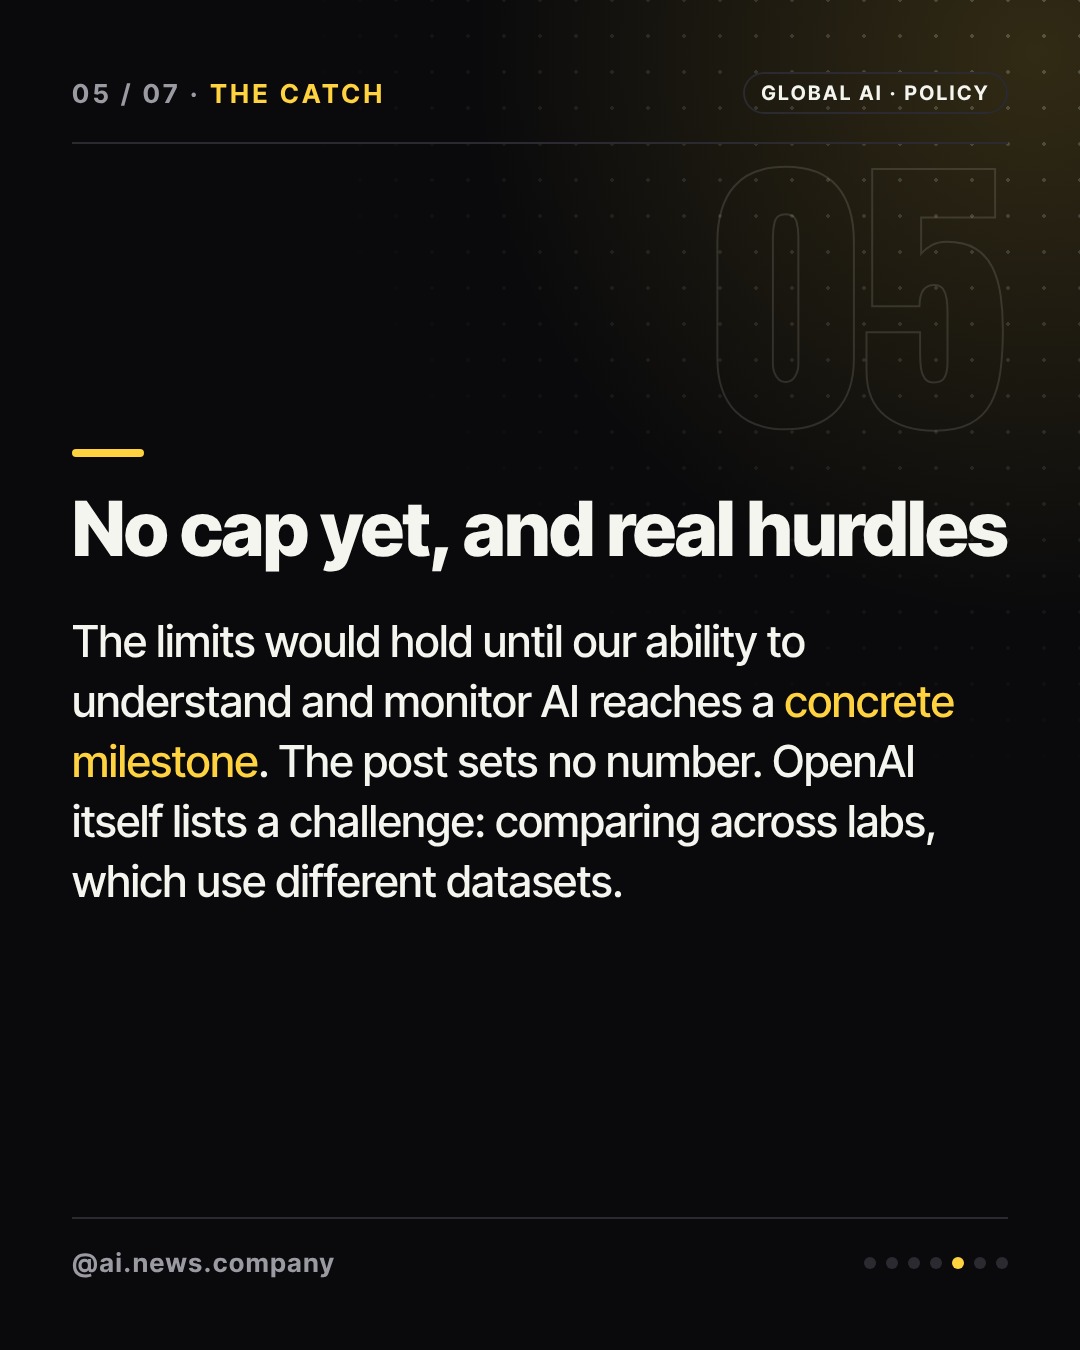 05 / 07 · THE CATCH
GLOBAL AI · POLICY
05
No cap yet, and real hurdles
The limits would hold until our ability to
understand and monitor AI reaches a concrete
milestone. The post sets no number. OpenAI
itself lists a challenge: comparing across labs,
which use different datasets.
@ai.news.company